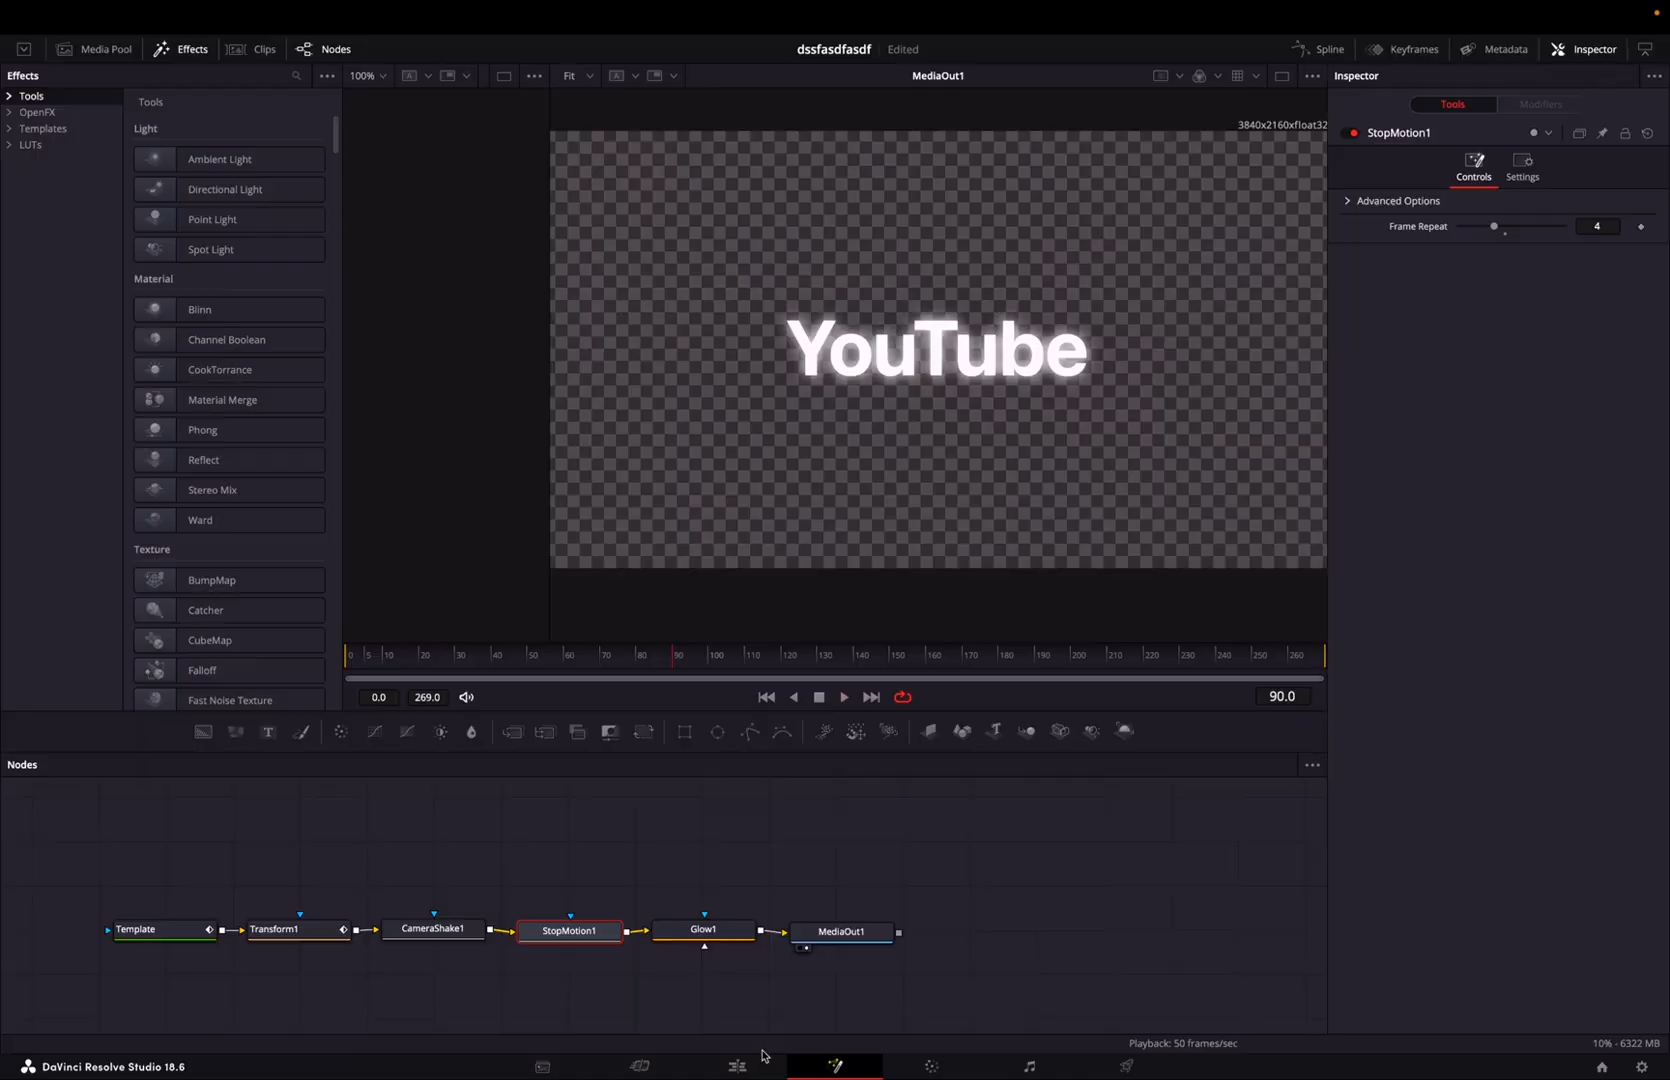 Media Pool Effects Clips Nodes dssfasdfasdf Edited Spline Keyframes Metadata Inspector
Effects 100% Fit MediaOut1 Inspector
Tools
OpenFX
Templates
LUTs
Tools
Light
Ambient Light
Directional Light
Point Light
Spot Light
Material
Blinn
Channel Boolean
CookTorrance
Material Merge
Phong
Reflect
Stereo Mix
Ward
Texture
BumpMap
Catcher
CubeMap
Falloff
Fast Noise Texture
3840x2160xfloat32
YouTube
Tools Modifiers
StopMotion1
Controls Settings
Advanced Options
Frame Repeat 4
0 5 10 20 30 40 50 60 70 80 90 100 110 120 130 140 150 160 170 180 190 200 210 220 230 240 250 260
0.0 269.0 90.0
T
Nodes
Template Transform1 CameraShake1 StopMotion1 Glow1 MediaOut1
Playback: 50 frames/sec 10% - 6322 MB
DaVinci Resolve Studio 18.6